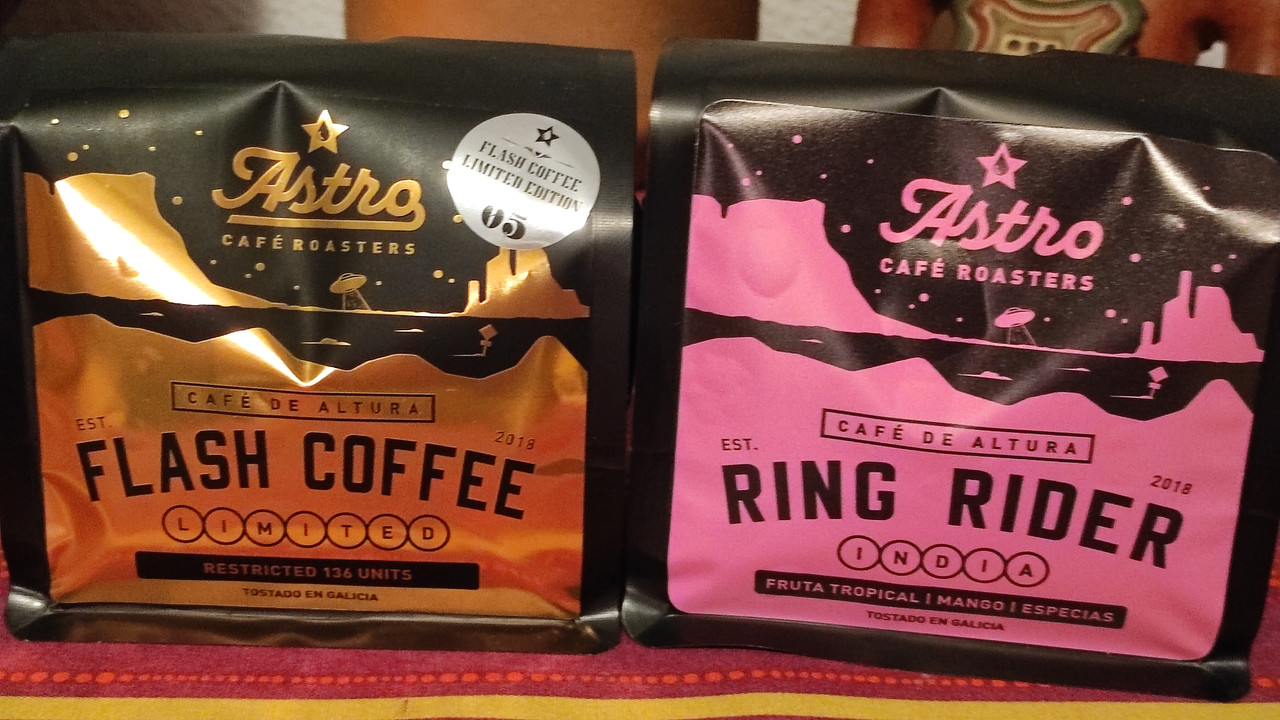 Astro
CAFÉ ROASTERS
FLASH COFFEE
LIMITED EDITION
05
CAFÉ DE ALTURA
EST.
2018
FLASH COFFEE
LIMITED
RESTRICTED 136 UNITS
TOSTADO EN GALICIA
Astro
CAFÉ ROASTERS
CAFÉ DE ALTURA
EST.
2018
RING RIDER
INDIA
FRUTA TROPICAL | MANGO | ESPECIAS
TOSTADO EN GALICIA